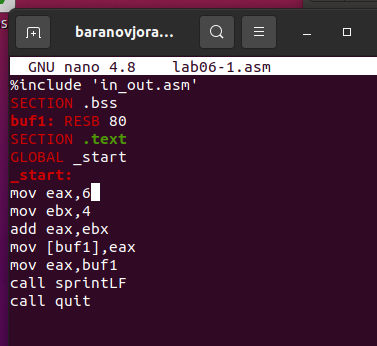 s
baranovjora
GNU nano 4.8 lab06-1.asm
%include 'in_out.asm'
SECTION .bss
buf1: RESB 80
SECTION .text
GLOBAL _start
_start:
mov eax,6
mov ebx,4
add eax,ebx
mov [buf1],eax
mov eax,buf1
call sprintLF
call quit